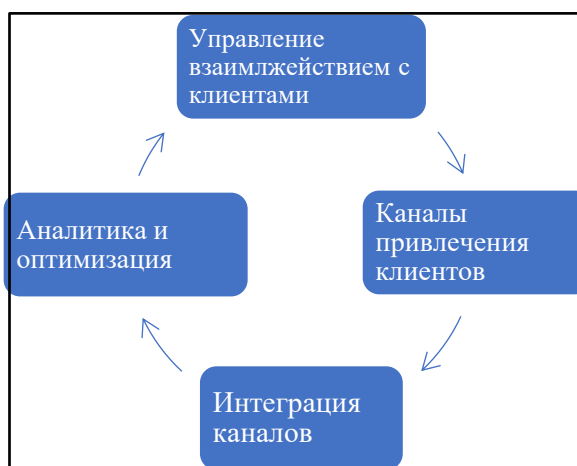 Управление
взаимлжействием с
клиентами
Каналы
привлечения
клиентов
Интеграция
каналов
Аналитика и
оптимизация